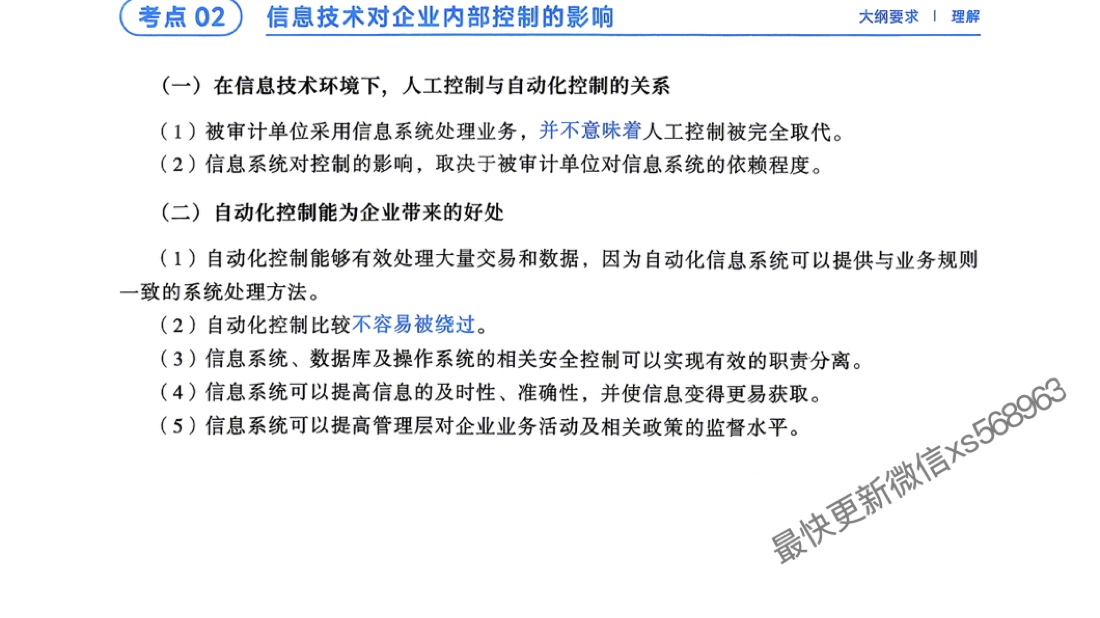 考点 02 信息技术对企业内部控制的影响 大纲要求 | 理解
（一）在信息技术环境下，人工控制与自动化控制的关系
（1）被审计单位采用信息系统处理业务，并不意味着人工控制被完全取代。
（2）信息系统对控制的影响，取决于被审计单位对信息系统的依赖程度。
（二）自动化控制能为企业带来的好处
（1）自动化控制能够有效处理大量交易和数据，因为自动化信息系统可以提供与业务规则
一致的系统处理方法。
（2）自动化控制比较不容易被绕过。
（3）信息系统、数据库及操作系统的相关安全控制可以实现有效的职责分离。
（4）信息系统可以提高信息的及时性、准确性，并使信息变得更易获取。
（5）信息系统可以提高管理层对企业业务活动及相关政策的监督水平。
最快更新微信xs568963